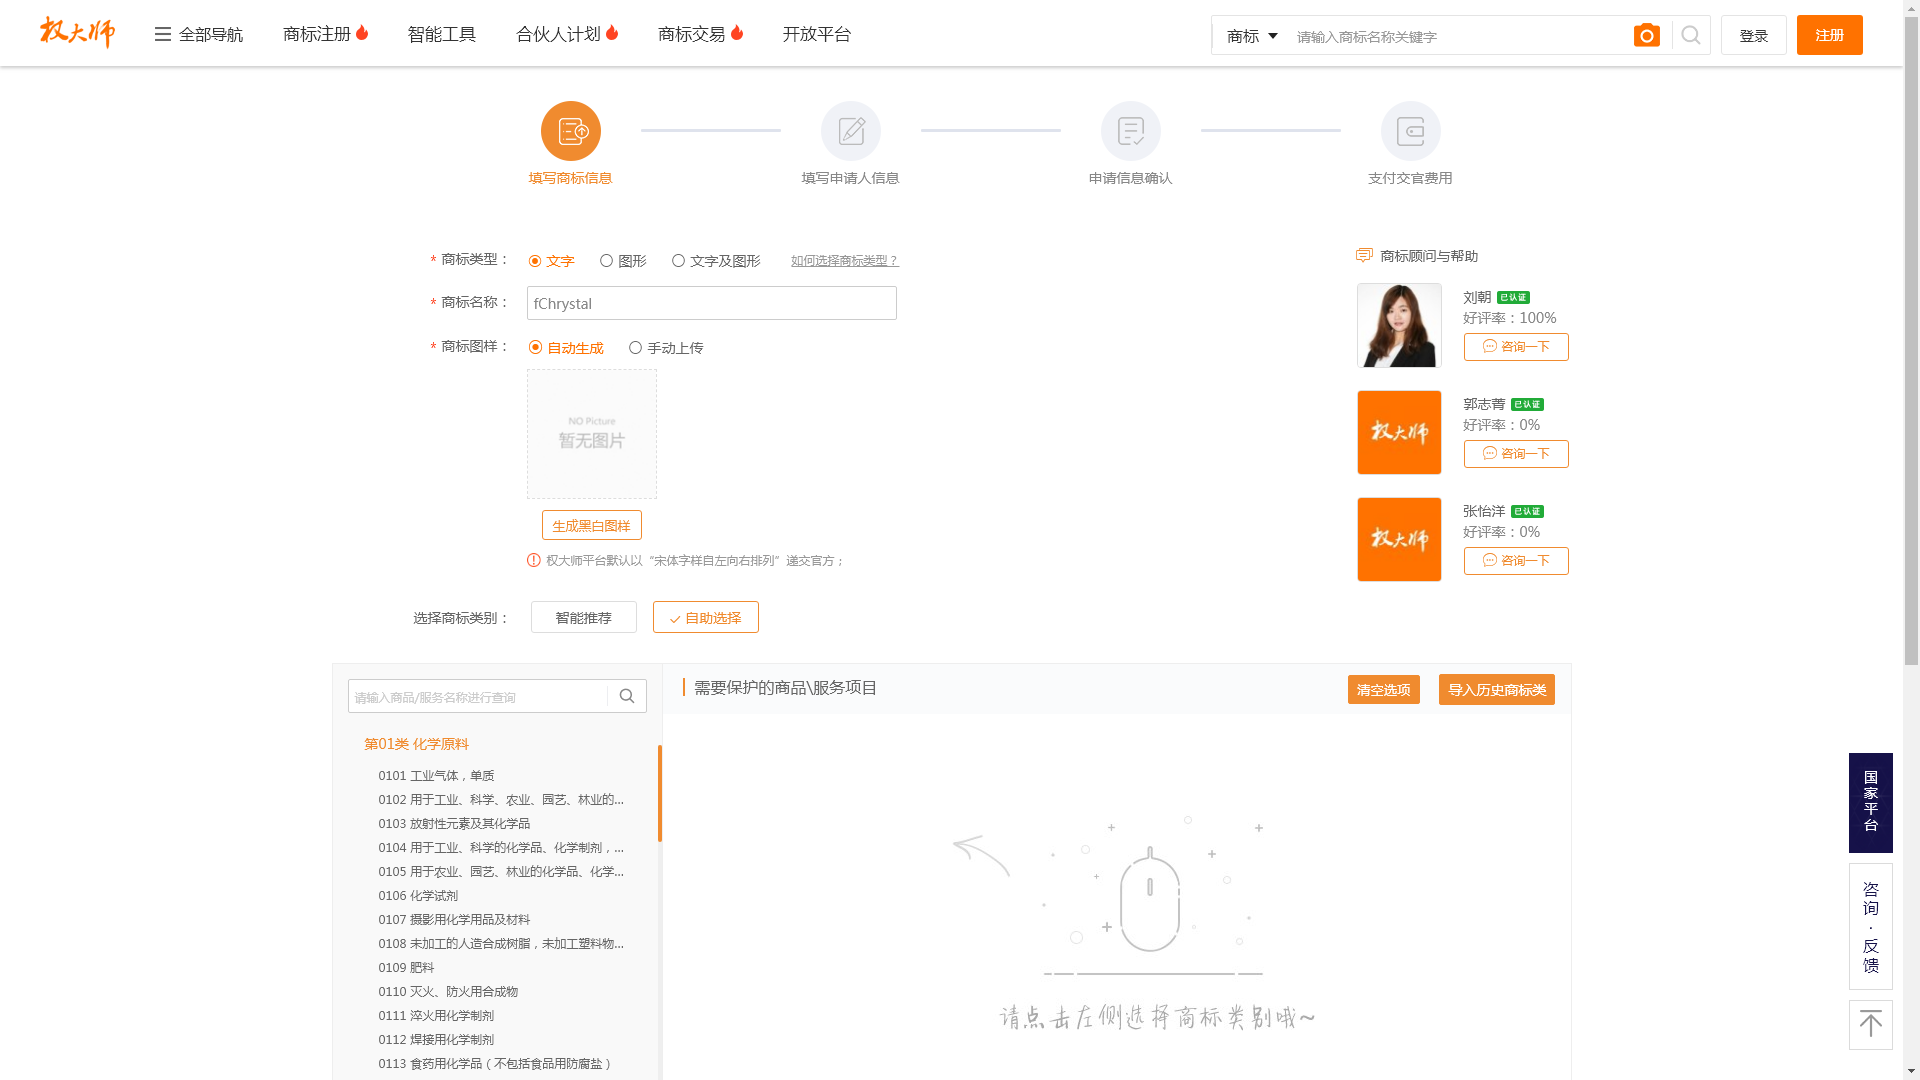 权大师
全部导航
商标注册
智能工具
合伙人计划
商标交易
开放平台
商标
请输入商标名称关键字
登录
注册
填写商标信息
填写申请人信息
申请信息确认
支付交官费用
* 商标类型：
文字
图形
文字及图形
如何选择商标类型？
* 商标名称：
fChrystal
* 商标图样：
自动生成
手动上传
NO Picture
暂无图片
生成黑白图样
权大师平台默认以“宋体字样自左向右排列”递交官方；
选择商标类别：
智能推荐
自助选择
商标顾问与帮助
刘朝 已认证
好评率：100%
咨询一下
权大师
郭志菁 已认证
好评率：0%
咨询一下
权大师
张怡洋 已认证
好评率：0%
咨询一下
请输入商品/服务名称进行查询
第01类 化学原料
0101 工业气体，单质
0102 用于工业、科学、农业、园艺、林业的...
0103 放射性元素及其化学品
0104 用于工业、科学的化学品、化学制剂，...
0105 用于农业、园艺、林业的化学品、化学...
0106 化学试剂
0107 摄影用化学用品及材料
0108 未加工的人造合成树脂，未加工塑料物...
0109 肥料
0110 灭火、防火用合成物
0111 淬火用化学制剂
0112 焊接用化学制剂
0113 食药用化学品（不包括食品用防腐盐）
需要保护的商品\服务项目
清空选项
导入历史商标类
请点击左侧选择商标类别哦~
国家平台
咨询·反馈